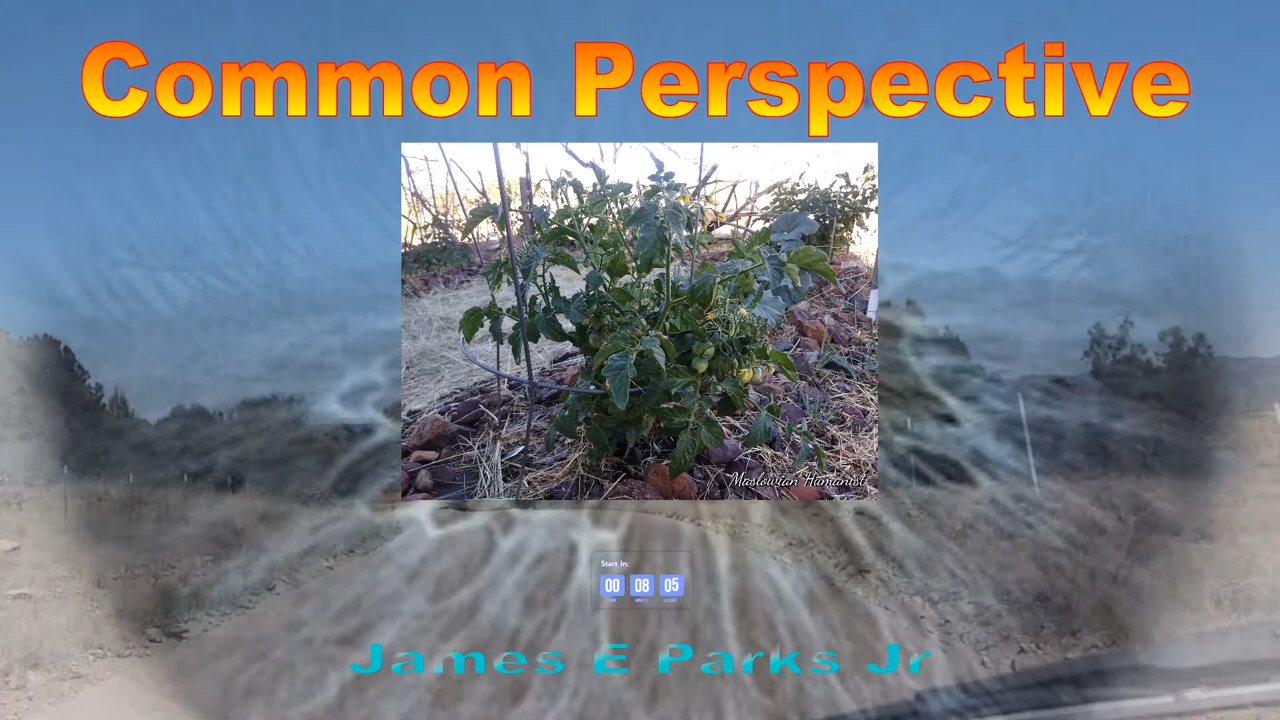 Common Perspective
Maslowian Humanist
Start In:
00 08 05
James E Parks Jr